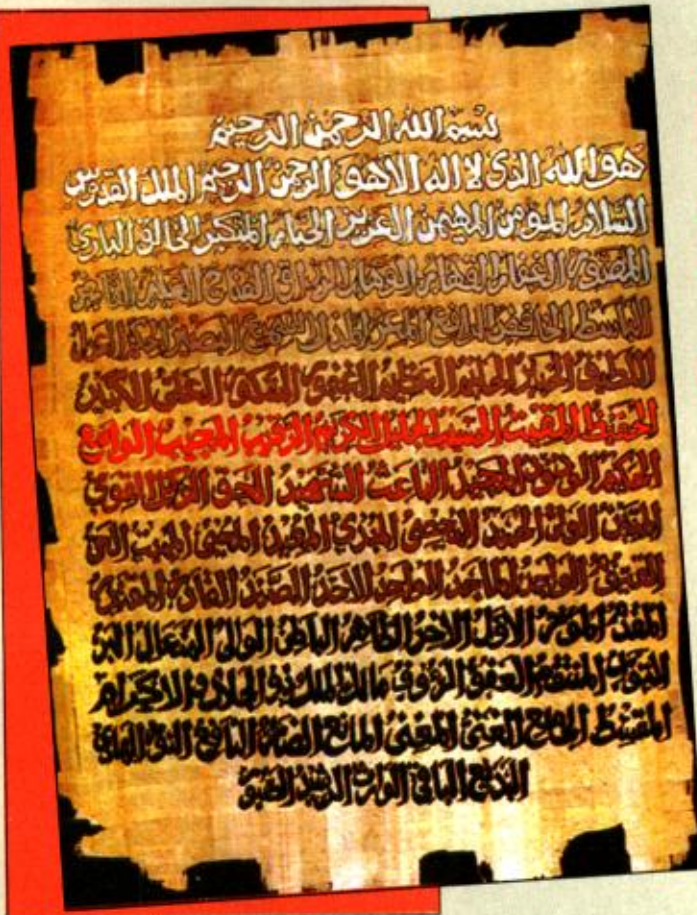 بسم الله الرحمن الرحيم
هو الله الذي لا اله الا هو الرحمن الرحيم الملك القدوس
السلام المؤمن المهيمن العزيز الجبار المتكبر الخالق الباري
المصور الغفار القهار الوهاب الرزاق الفتاح العليم القابض
الباسط الخافض الرافع المعز المذل السميع البصير الحكم العدل
اللطيف الخبير الحليم العظيم الغفور الشكور العلي الكبير
الحفيظ المقيت الحسيب الجليل الكريم الرقيب المجيب الواسع
الحكيم الودود المجيد الباعث الشهيد الحق الوكيل القوي
المتين الولي الحميد المحصي المبدي المعيد المحيي المميت الحي
القيوم الواجد الماجد الواحد الاحد الصمد القادر المقتدر
المقدم المؤخر الاول الاخر الظاهر الباطن الوالي المتعال البر
التواب المنتقم العفو الرؤوف مالك الملك ذو الجلال والاكرام
المقسط الجامع الغني المغني المانع الضار النافع النور الهادي
البديع الباقي الوارث الرشيد الصبور